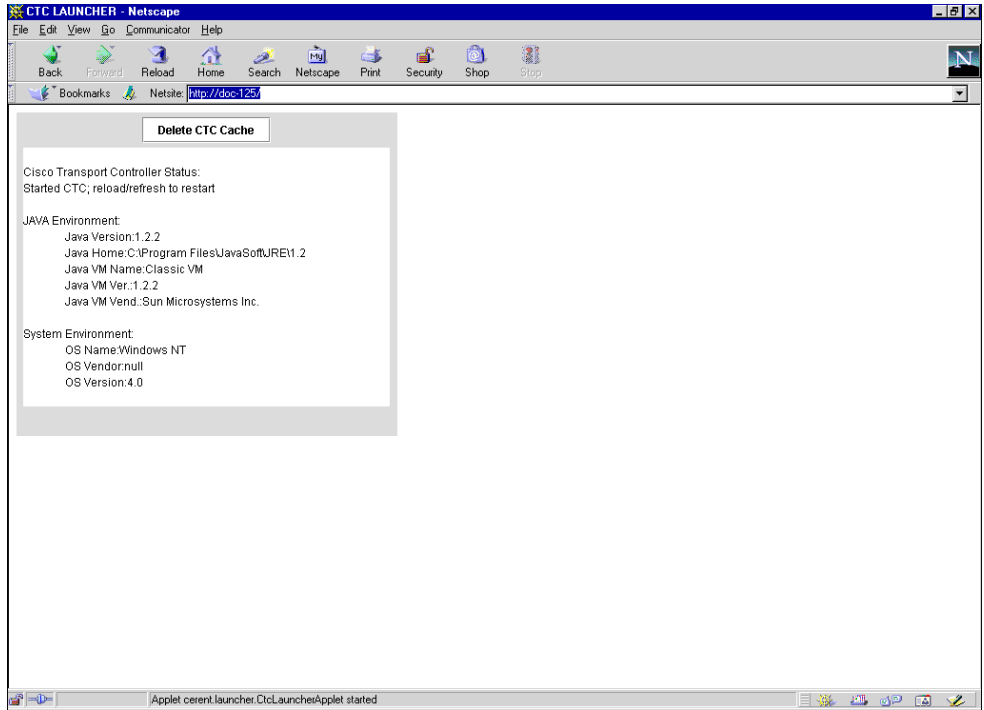 CTC LAUNCHER - Netscape
File Edit View Go Communicator Help
Back Forward Reload Home Search Netscape Print Security Shop Stop
My
N
Bookmarks Netsite: http://doc-125/
Delete CTC Cache
Cisco Transport Controller Status:
Started CTC; reload/refresh to restart
JAVA Environment:
Java Version:1.2.2
Java Home:C:\Program Files\JavaSoft\JRE\1.2
Java VM Name:Classic VM
Java VM Ver.:1.2.2
Java VM Vend.:Sun Microsystems Inc.
System Environment:
OS Name:Windows NT
OS Vendor:null
OS Version:4.0
Applet cerent.launcher.CtcLauncherApplet started